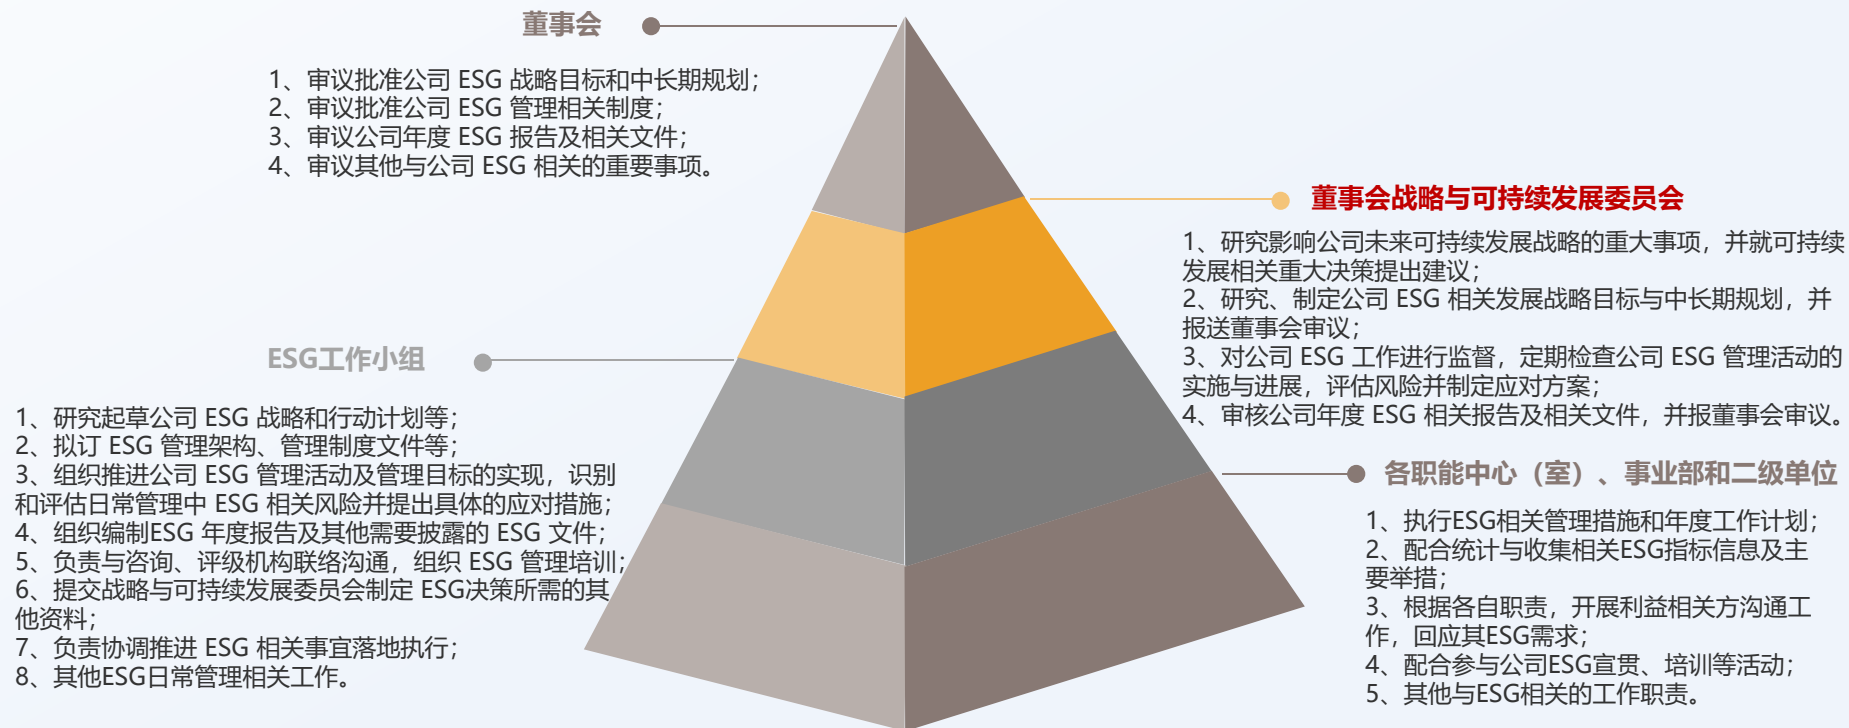 董事会
1、审议批准公司 ESG 战略目标和中长期规划；
2、审议批准公司 ESG 管理相关制度；
3、审议公司年度 ESG 报告及相关文件；
4、审议其他与公司 ESG 相关的重要事项。
董事会战略与可持续发展委员会
1、研究影响公司未来可持续发展战略的重大事项，并就可持续
发展相关重大决策提出建议；
2、研究、制定公司 ESG 相关发展战略目标与中长期规划，并
报送董事会审议；
3、对公司 ESG 工作进行监督，定期检查公司 ESG 管理活动的
实施与进展，评估风险并制定应对方案；
4、审核公司年度 ESG 相关报告及相关文件，并报董事会审议。
ESG工作小组
1、研究起草公司 ESG 战略和行动计划等；
2、拟订 ESG 管理架构、管理制度文件等；
3、组织推进公司 ESG 管理活动及管理目标的实现，识别
和评估日常管理中 ESG 相关风险并提出具体的应对措施；
4、组织编制ESG 年度报告及其他需要披露的 ESG 文件；
5、负责与咨询、评级机构联络沟通，组织 ESG 管理培训；
6、提交战略与可持续发展委员会制定 ESG决策所需的其
他资料；
7、负责协调推进 ESG 相关事宜落地执行；
8、其他ESG日常管理相关工作。
各职能中心（室）、事业部和二级单位
1、执行ESG相关管理措施和年度工作计划；
2、配合统计与收集相关ESG指标信息及主
要举措；
3、根据各自职责，开展利益相关方沟通工
作，回应其ESG需求；
4、配合参与公司ESG宣贯、培训等活动；
5、其他与ESG相关的工作职责。